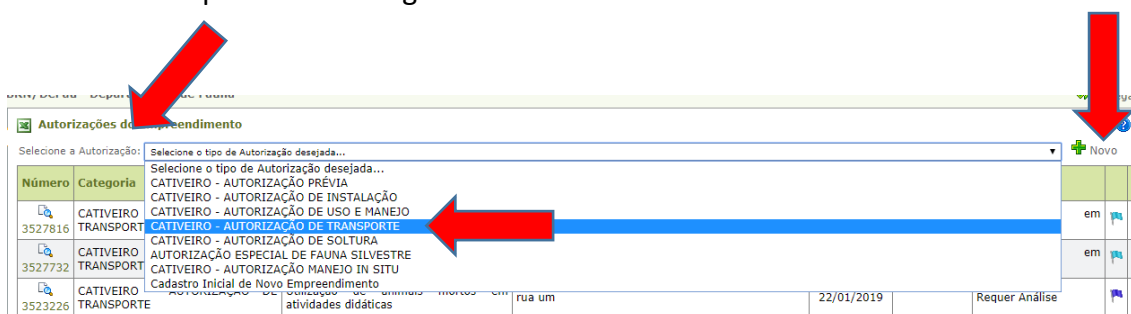 Autorizações do
Selecione a Autorização: Selecione o tipo de Autorização desejada... Novo
Selecione o tipo de Autorização desejada...
CATIVEIRO - AUTORIZAÇÃO PRÉVIA
CATIVEIRO - AUTORIZAÇÃO DE INSTALAÇÃO
CATIVEIRO - AUTORIZAÇÃO DE USO E MANEJO
CATIVEIRO - AUTORIZAÇÃO DE TRANSPORTE
CATIVEIRO - AUTORIZAÇÃO DE SOLTURA
AUTORIZAÇÃO ESPECIAL DE FAUNA SILVESTRE
CATIVEIRO - AUTORIZAÇÃO MANEJO IN SITU
Cadastro Inicial de Novo Empreendimento
Número Categoria
CATIVEIRO em
3527816 TRANSPORT
CATIVEIRO em
3527732 TRANSPORT
CATIVEIRO - AUTORIZAÇÃO DE Utilização de animais mortos em
3523226 TRANSPORTE atividades didáticas rua um 22/01/2019 Requer Análise